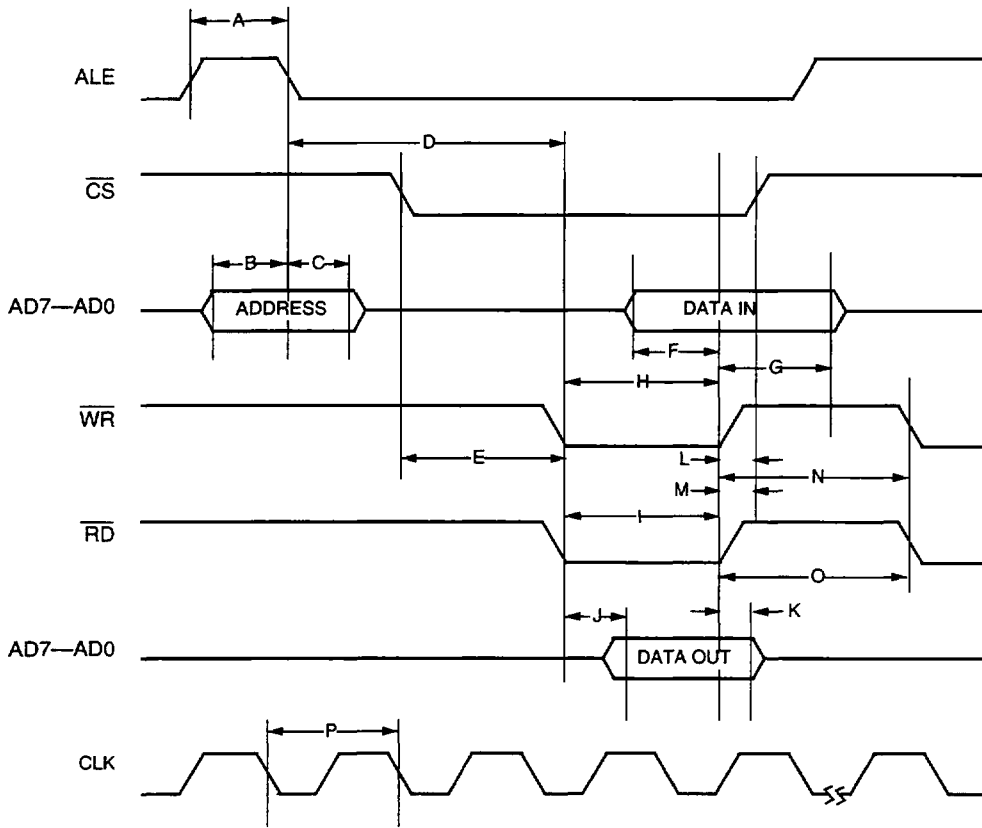 A
ALE
D
CS
B C
AD7—AD0 ADDRESS DATA IN
F
G
H
WR
E L N
M
I
RD
O
J K
AD7—AD0 DATA OUT
P
CLK